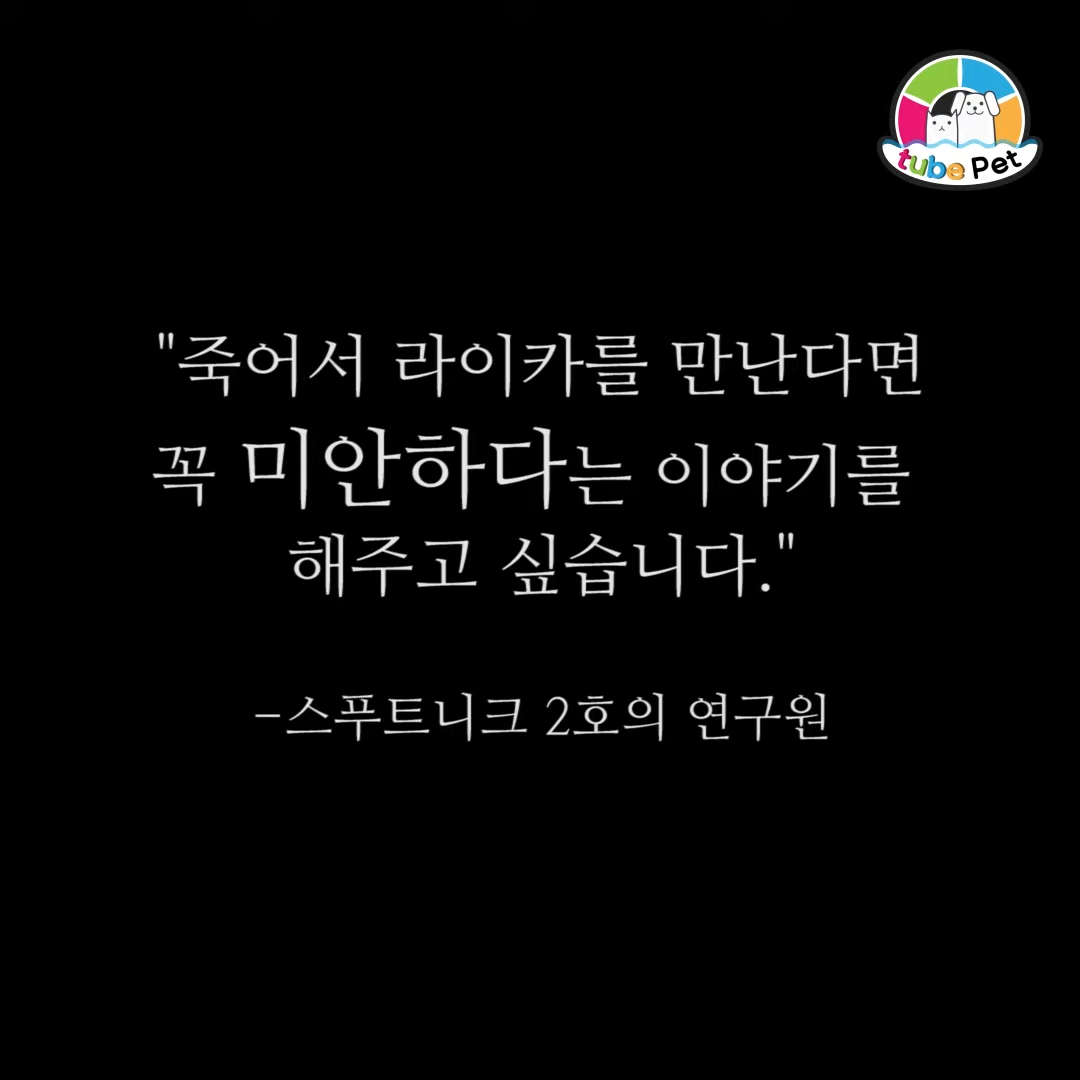 tube Pet
"죽어서 라이카를 만난다면
꼭 미안하다는 이야기를
해주고 싶습니다."
-스푸트니크 2호의 연구원